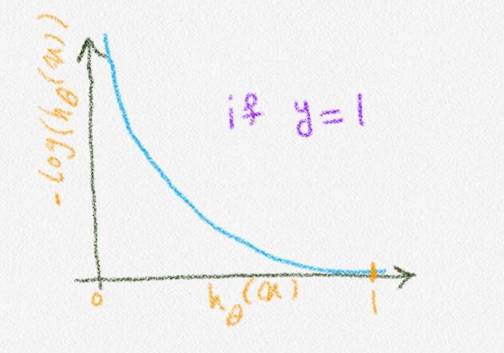 -log(hθ(x))
if y=1
0
hθ(x)
1